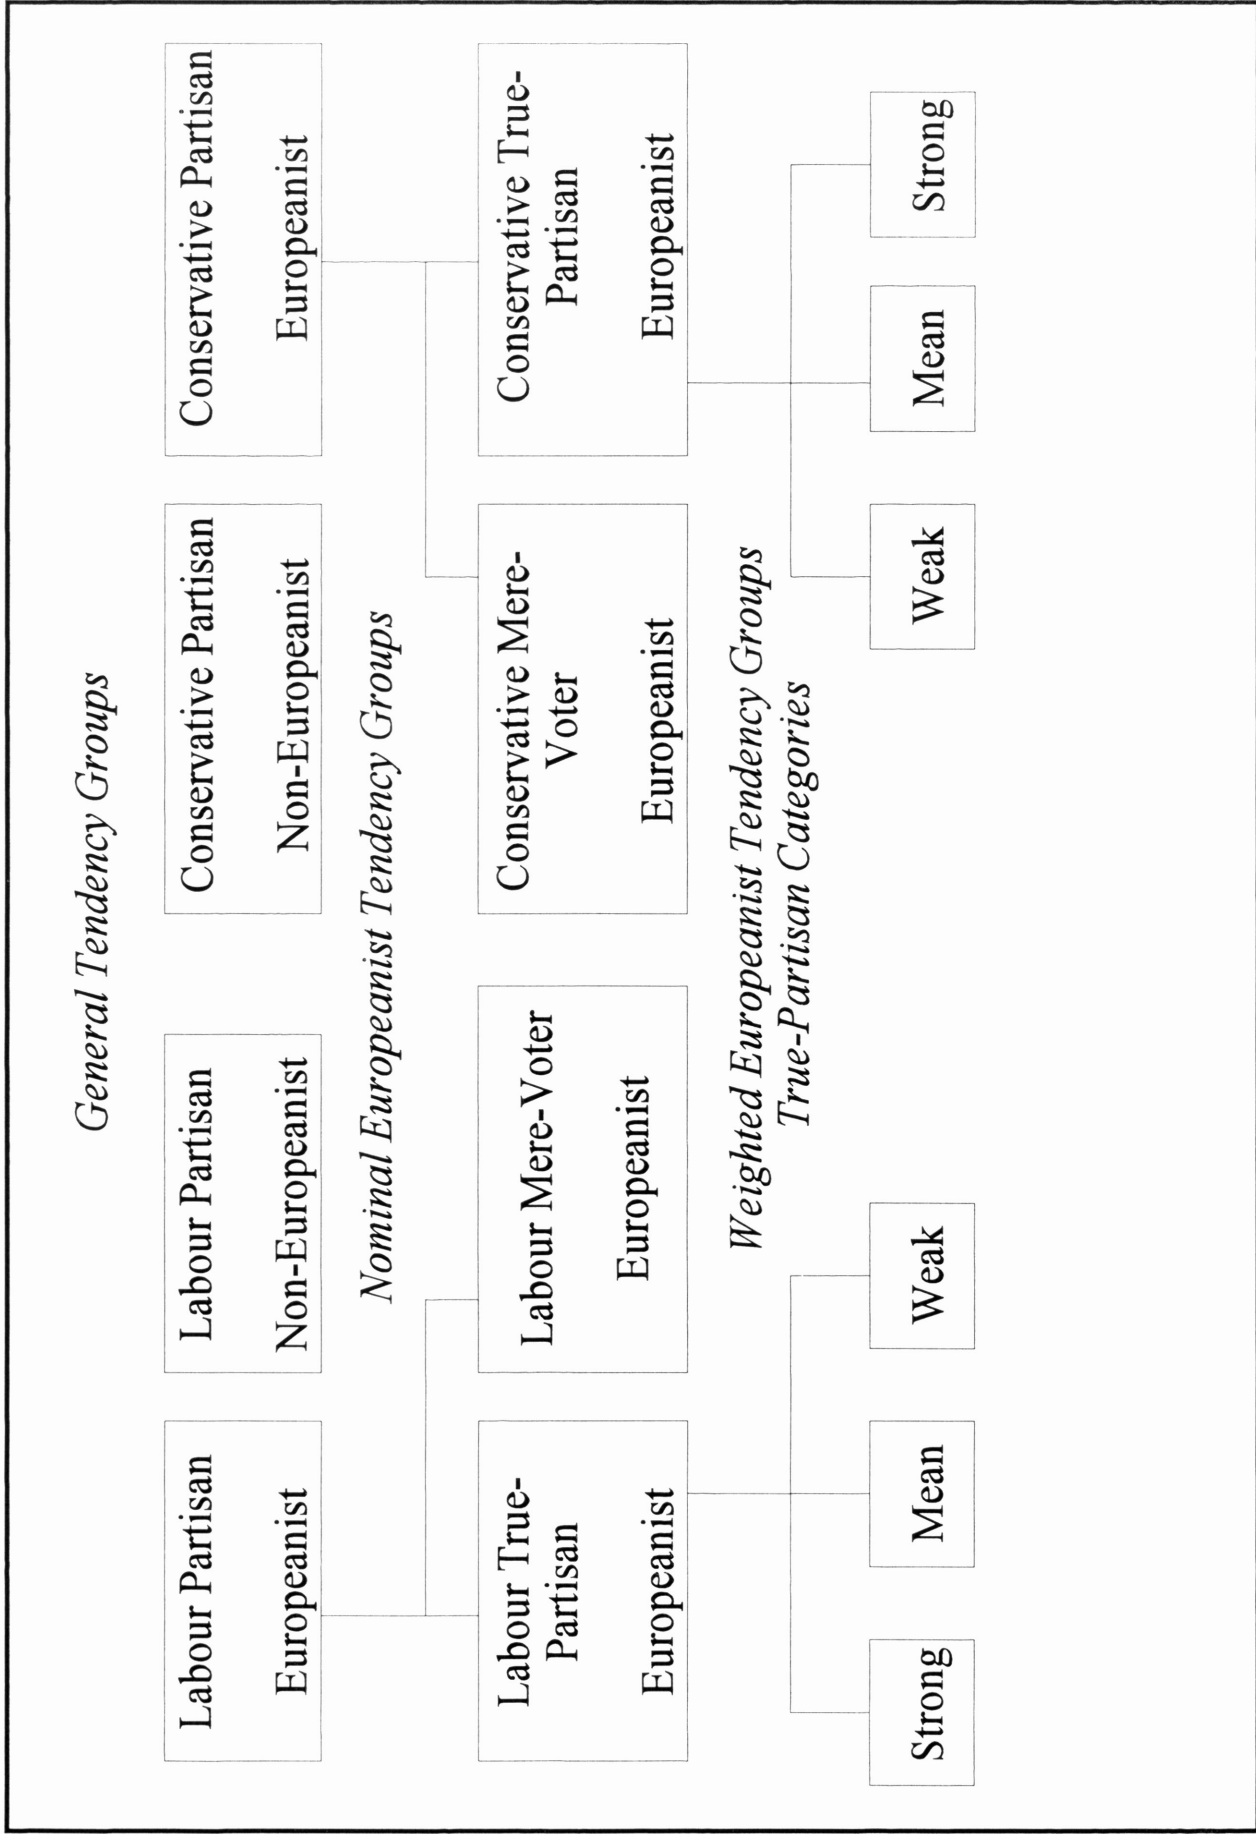 General Tendency Groups
Labour Partisan
Europeanist
Labour Partisan
Non-Europeanist
Conservative Partisan
Non-Europeanist
Conservative Partisan
Europeanist
Nominal Europeanist Tendency Groups
Labour True-
Partisan
Europeanist
Labour Mere-Voter
Europeanist
Conservative Mere-
Voter
Europeanist
Conservative True-
Partisan
Europeanist
Weighted Europeanist Tendency Groups
True-Partisan Categories
Strong
Mean
Weak
Weak
Mean
Strong